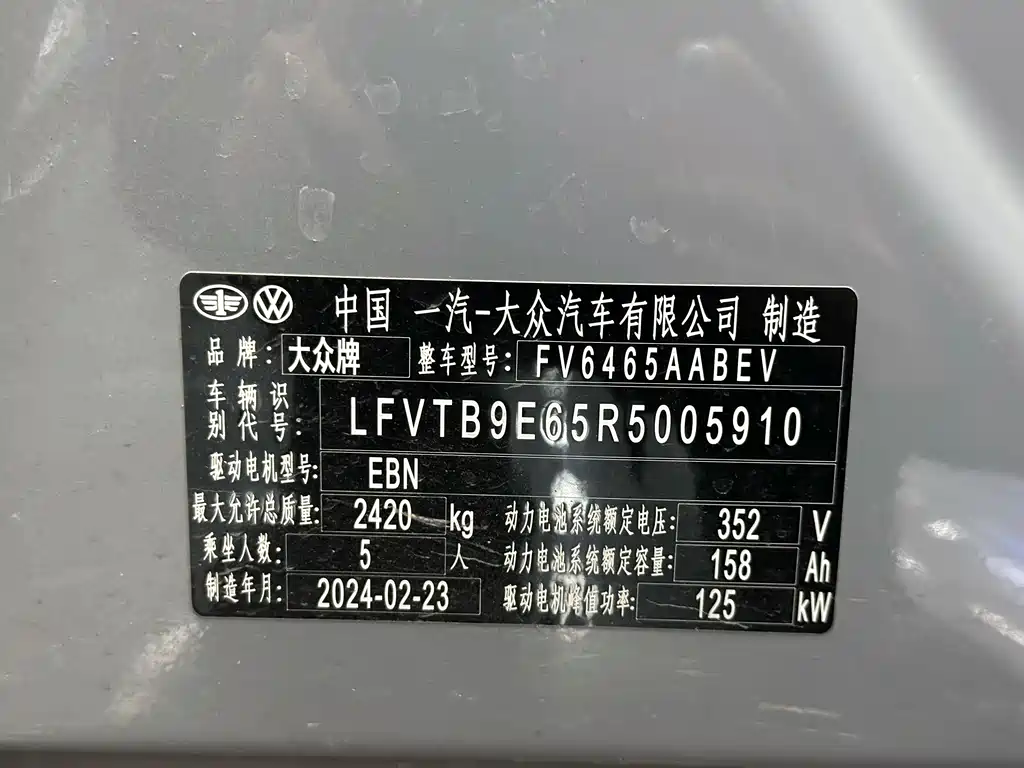 中国 一汽-大众汽车有限公司 制造
品牌: 大众牌 整车型号: FV6465AABEV
车辆识别代号: LFVTB9E65R5005910
驱动电机型号: EBN
最大允许总质量: 2420 kg 动力电池系统额定电压: 352 V
乘坐人数: 5 人 动力电池系统额定容量: 158 Ah
制造年月: 2024-02-23 驱动电机峰值功率: 125 kW